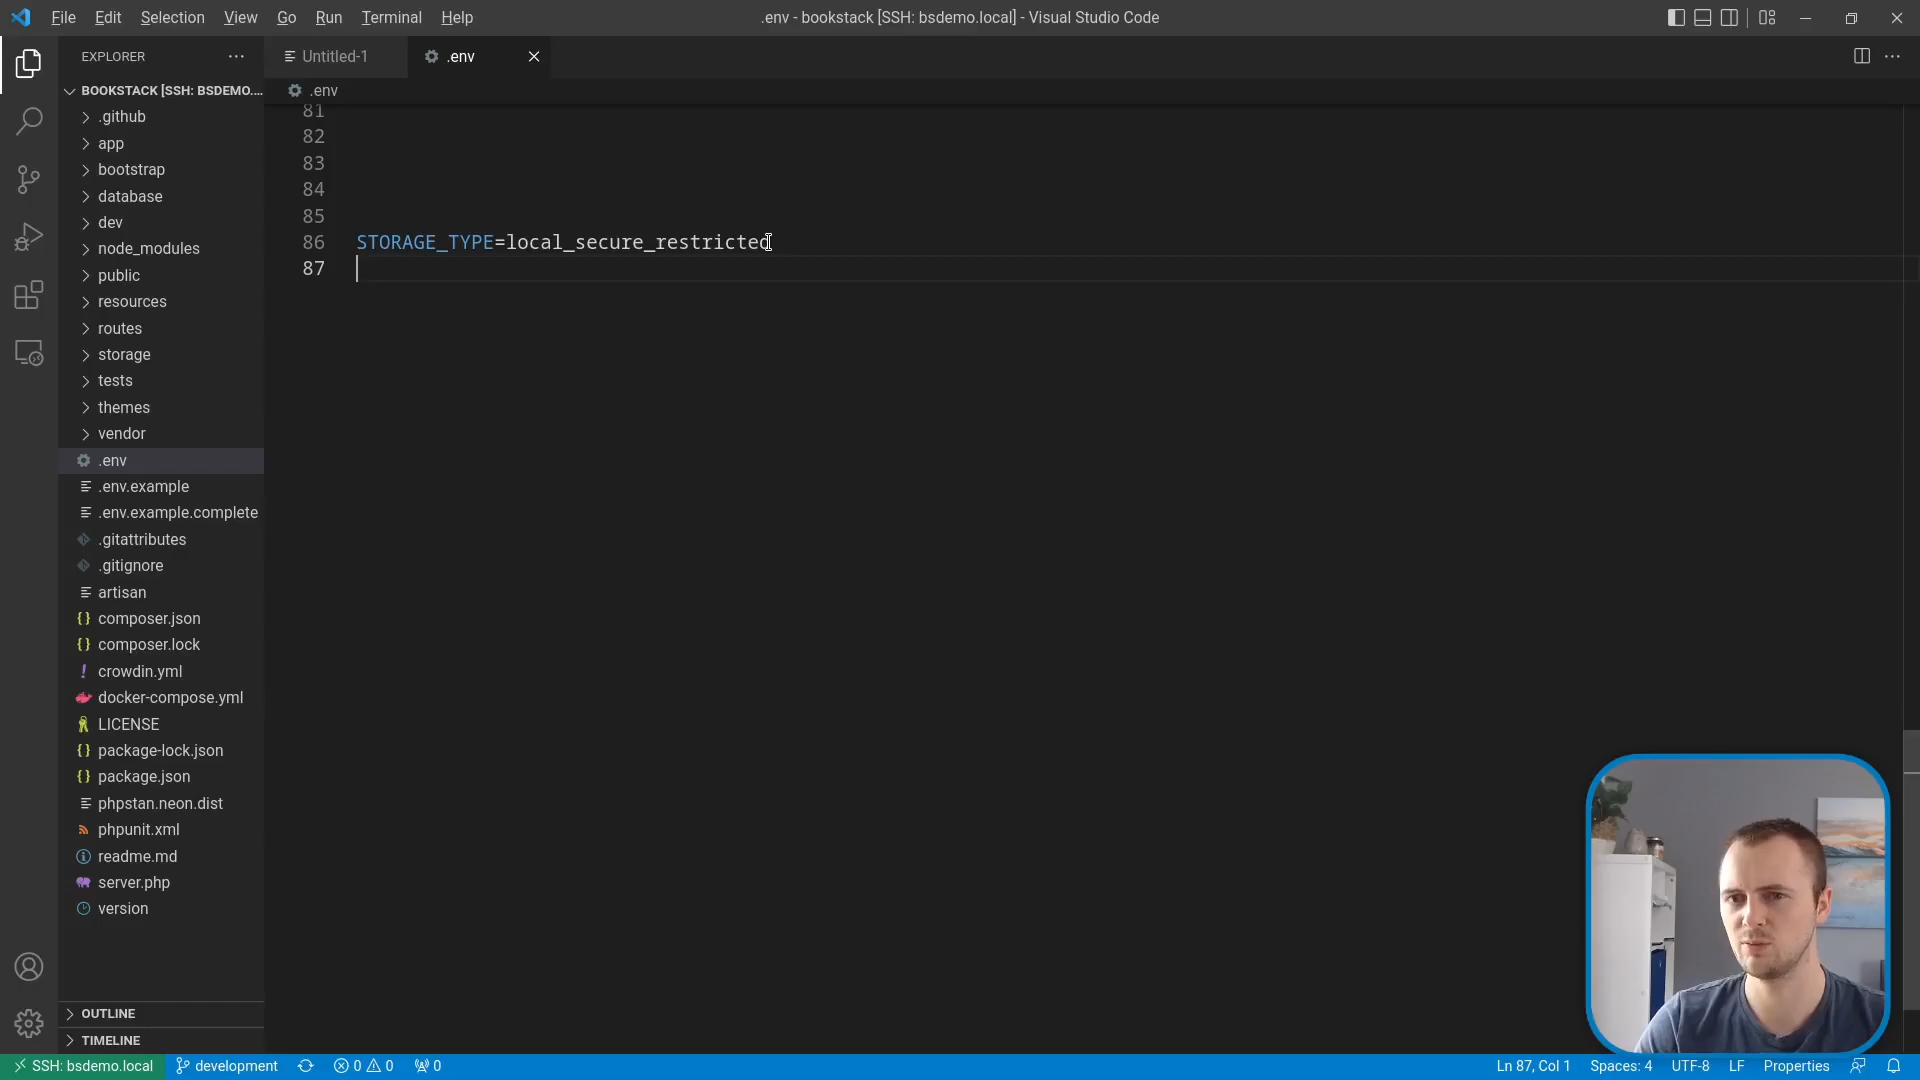 File Edit Selection View Go Run Terminal Help
.env - bookstack [SSH: bsdemo.local] - Visual Studio Code
EXPLORER
Untitled-1
.env
BOOKSTACK [SSH: BSDEMO....
.env
.github
app
bootstrap
database
dev
node_modules
public
resources
routes
storage
tests
themes
vendor
.env
.env.example
.env.example.complete
.gitattributes
.gitignore
artisan
composer.json
composer.lock
crowdin.yml
docker-compose.yml
LICENSE
package-lock.json
package.json
phpstan.neon.dist
phpunit.xml
readme.md
server.php
version
OUTLINE
TIMELINE
81
82
83
84
85
86 STORAGE_TYPE=local_secure_restricted
87
SSH: bsdemo.local development 0 0 0 Ln 87, Col 1 Spaces: 4 UTF-8 LF Properties